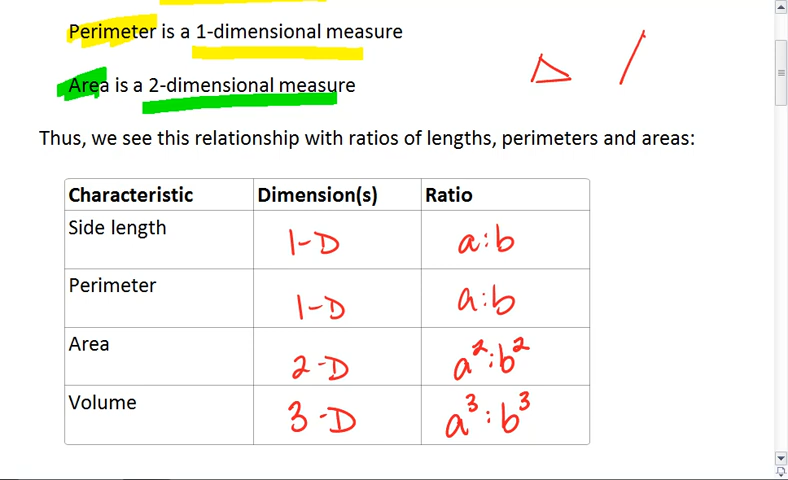 Perimeter is a 1-dimensional measure
Area is a 2-dimensional measure
Thus, we see this relationship with ratios of lengths, perimeters and areas:
Characteristic Dimension(s) Ratio
Side length 1-D a:b
Perimeter 1-D a:b
Area 2-D a²:b²
Volume 3-D a³:b³